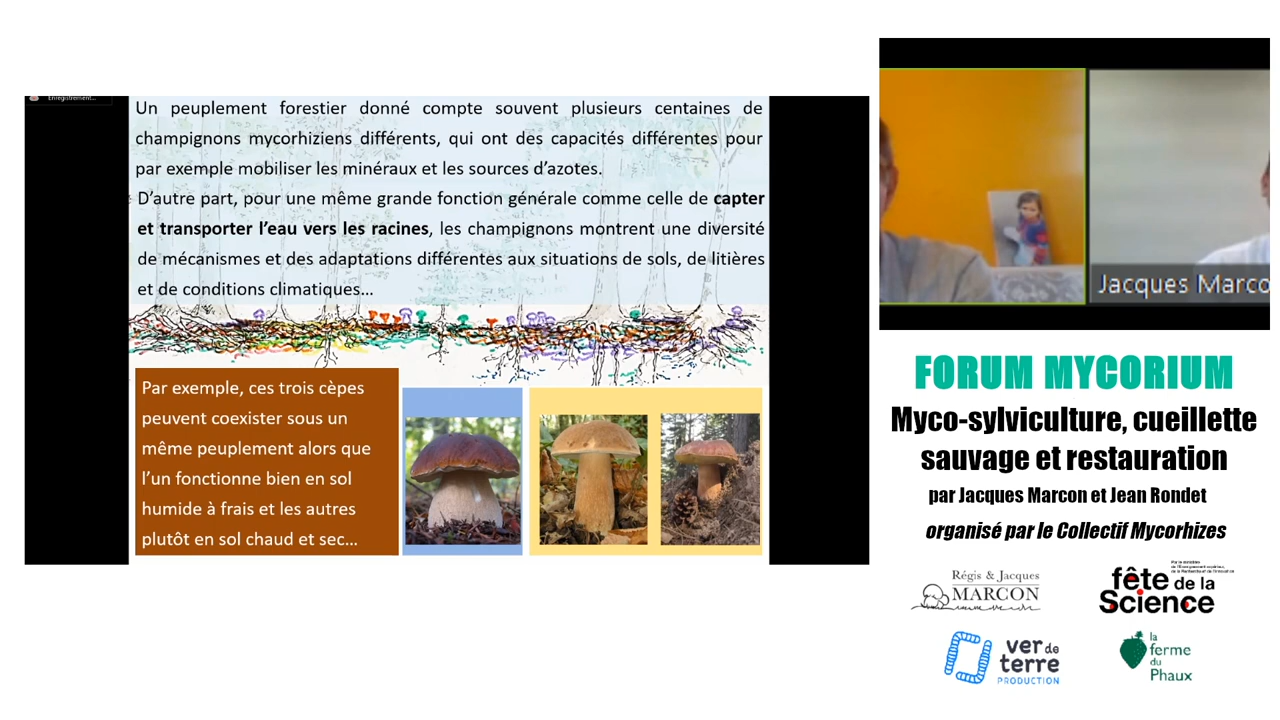 Enregistrement...
Un peuplement forestier donné compte souvent plusieurs centaines de
champignons mycorhiziens différents, qui ont des capacités différentes pour
par exemple mobiliser les minéraux et les sources d'azotes.
D'autre part, pour une même grande fonction générale comme celle de capter
et transporter l'eau vers les racines, les champignons montrent une diversité
de mécanismes et des adaptations différentes aux situations de sols, de litières
et de conditions climatiques...
Par exemple, ces trois cèpes
peuvent coexister sous un
même peuplement alors que
l'un fonctionne bien en sol
humide à frais et les autres
plutôt en sol chaud et sec...
Jacques Marco
FORUM MYCORIUM
Myco-sylviculture, cueillette
sauvage et restauration
par Jacques Marcon et Jean Rondet
organisé par le Collectif Mycorhizes
Régis & Jacques
MARCON
fête de la
Science
ver de
terre
PRODUCTION
la
ferme
du
Phaux